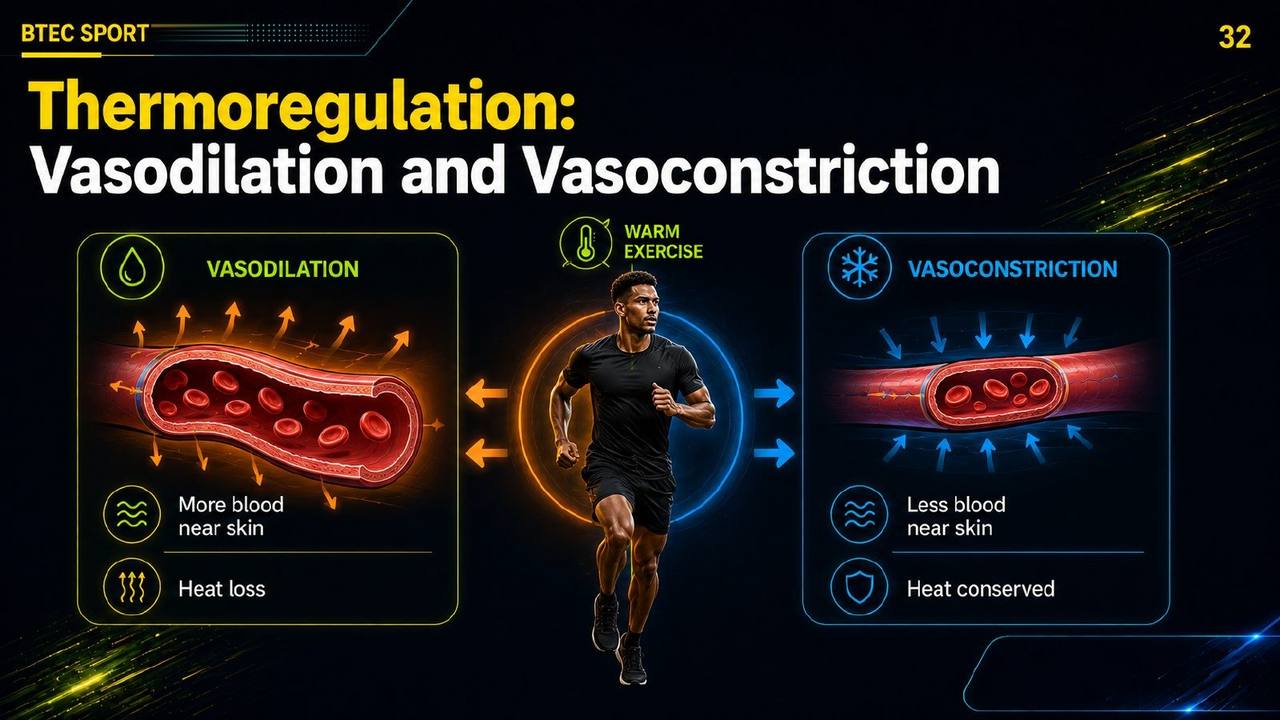 BTEC SPORT
32
Thermoregulation:
Vasodilation and Vasoconstriction
VASODILATION
More blood
near skin
Heat loss
WARM
EXERCISE
VASOCONSTRICTION
Less blood
near skin
Heat conserved